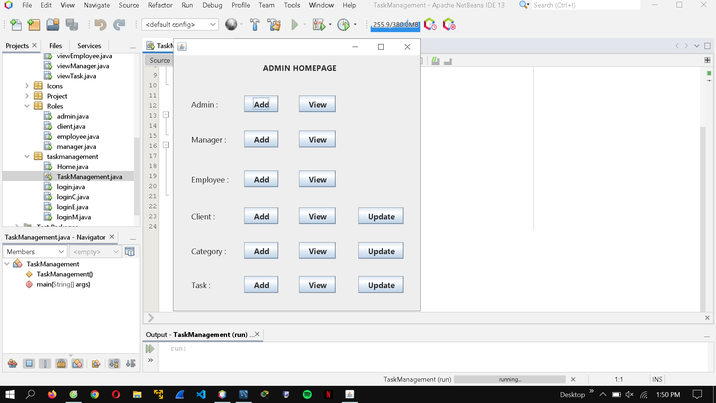 File Edit View Navigate Source Refactor Run Debug Profile Team Tools Window Help
TaskManagement - Apache NetBeans IDE 13
Search (Ctrl+I)
<default config>
255.9/380.0MB
Projects Files Services
viewEmployee.java
viewManager.java
viewTask.java
Icons
Project
Roles
admin.java
client.java
employee.java
manager.java
taskmanagement
Home.java
TaskManagement.java
login.java
loginC.java
loginE.java
loginM.java
TaskManagement.java - Navigator
Members <empty>
TaskManagement
TaskManagement()
main(String[] args)
Source
9
10
11
12
13
14
15
16
17
18
19
20
21
22
23
24
ADMIN HOMEPAGE
Admin : Add View
Manager : Add View
Employee : Add View
Client : Add View Update
Category : Add View Update
Task : Add View Update
Output - TaskManagement (run) ...
run:
TaskManagement (run) running... 1:1 INS
Desktop 1:50 PM